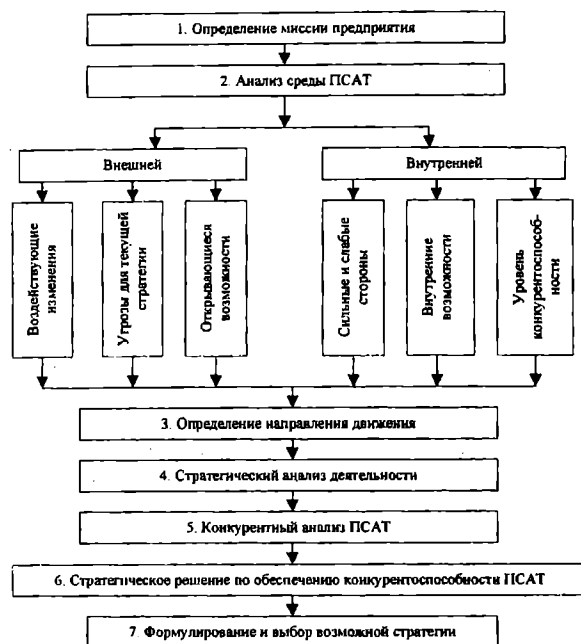 1. Определение миссии предприятия
2. Анализ среды ПСАТ
Внешней
Внутренней
Воздействующие
изменения
Угрозы для текущей
стратегии
Открывающиеся
возможности
Сильные и слабые
стороны
Внутренние
возможности
Уровень
конкурентоспособ-
ности
3. Определение направления движения
4. Стратегический анализ деятельности
5. Конкурентный анализ ПСАТ
6. Стратегическое решение по обеспечению конкурентоспособности ПСАТ
7. Формулирование и выбор возможной стратегии